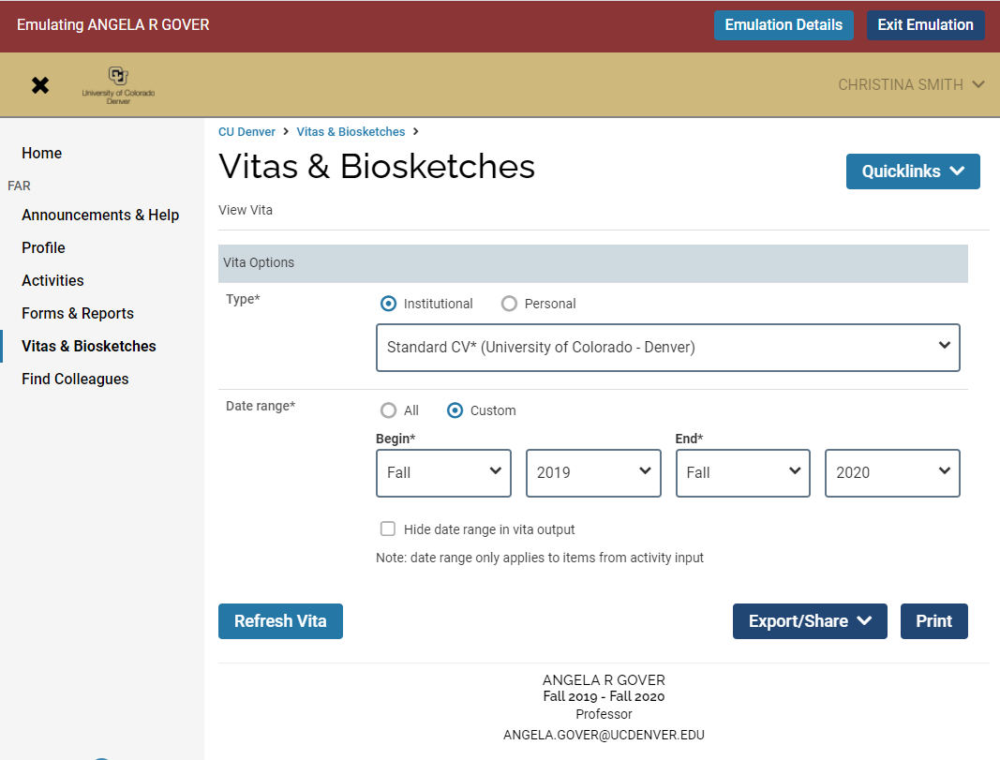 Emulating ANGELA R GOVER
Emulation Details
Exit Emulation
University of Colorado
Denver
CHRISTINA SMITH
Home
FAR
Announcements & Help
Profile
Activities
Forms & Reports
Vitas & Biosketches
Find Colleagues
CU Denver > Vitas & Biosketches >
Vitas & Biosketches
Quicklinks
View Vita
Vita Options
Type*
Institutional
Personal
Standard CV* (University of Colorado - Denver)
Date range*
All
Custom
Begin*
End*
Fall
2019
Fall
2020
Hide date range in vita output
Note: date range only applies to items from activity input
Refresh Vita
Export/Share
Print
ANGELA R GOVER
Fall 2019 - Fall 2020
Professor
ANGELA.GOVER@UCDENVER.EDU